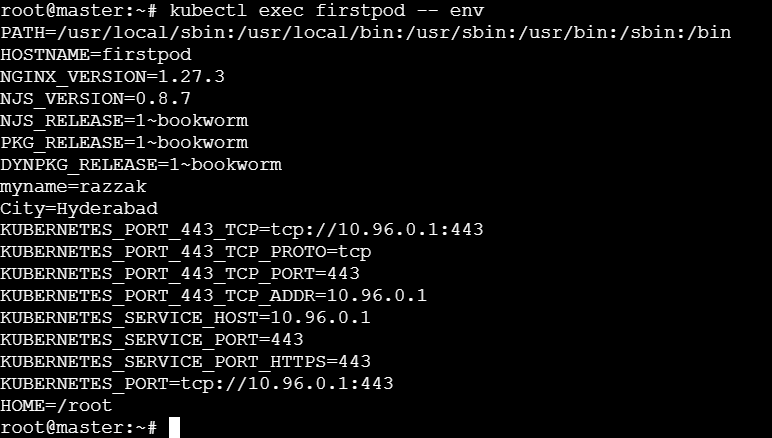 root@master:~# kubectl exec firstpod -- env
PATH=/usr/local/sbin:/usr/local/bin:/usr/sbin:/usr/bin:/sbin:/bin
HOSTNAME=firstpod
NGINX_VERSION=1.27.3
NJS_VERSION=0.8.7
NJS_RELEASE=1~bookworm
PKG_RELEASE=1~bookworm
DYNPKG_RELEASE=1~bookworm
myname=razzak
City=Hyderabad
KUBERNETES_PORT_443_TCP=tcp://10.96.0.1:443
KUBERNETES_PORT_443_TCP_PROTO=tcp
KUBERNETES_PORT_443_TCP_PORT=443
KUBERNETES_PORT_443_TCP_ADDR=10.96.0.1
KUBERNETES_SERVICE_HOST=10.96.0.1
KUBERNETES_SERVICE_PORT=443
KUBERNETES_SERVICE_PORT_HTTPS=443
KUBERNETES_PORT=tcp://10.96.0.1:443
HOME=/root
root@master:~#